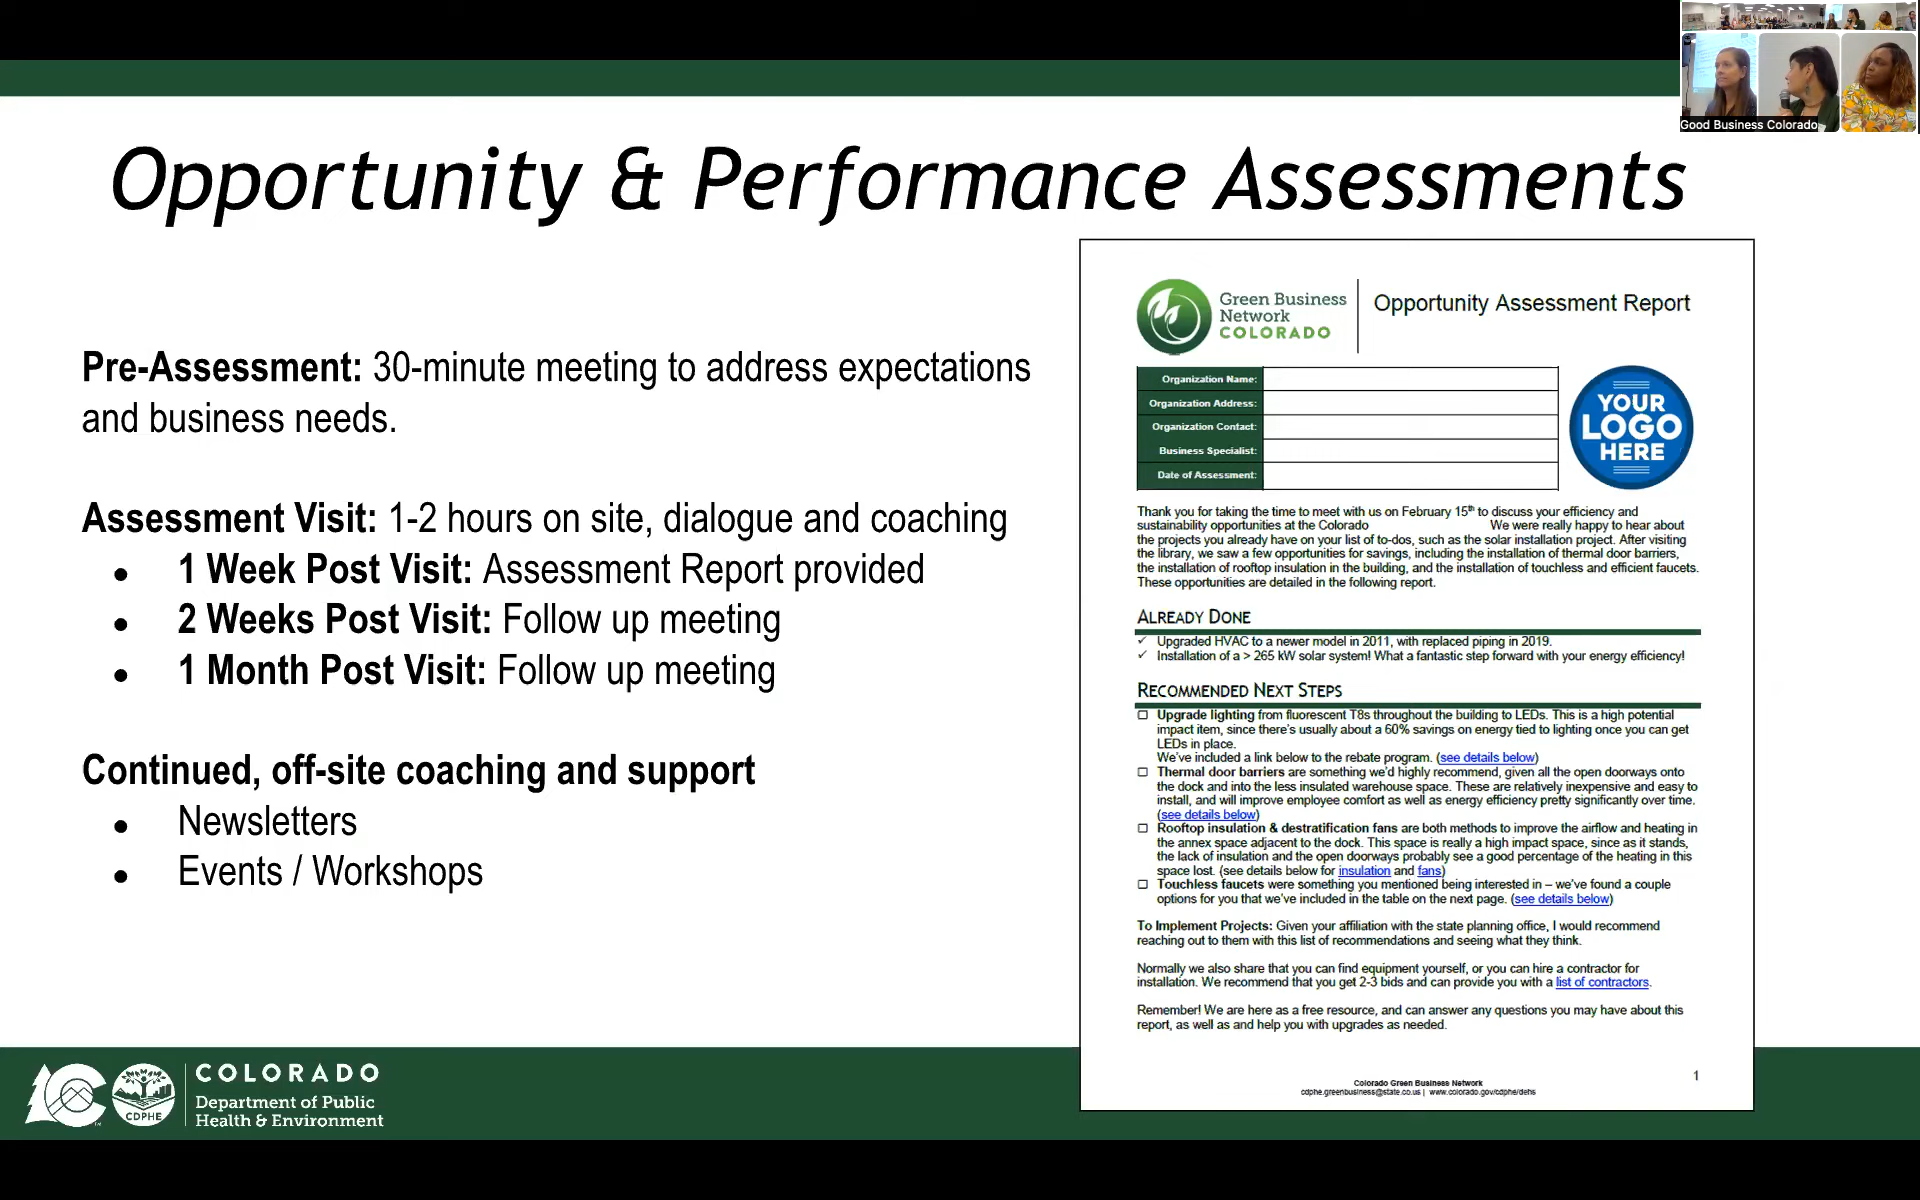 Good Business Colorado
Opportunity & Performance Assessments
Pre-Assessment: 30-minute meeting to address expectations
and business needs.
Assessment Visit: 1-2 hours on site, dialogue and coaching
● 1 Week Post Visit: Assessment Report provided
● 2 Weeks Post Visit: Follow up meeting
● 1 Month Post Visit: Follow up meeting
Continued, off-site coaching and support
● Newsletters
● Events / Workshops
Green Business
Network
COLORADO
Opportunity Assessment Report
Organization Name:
Organization Address:
Organization Contact:
Business Specialist:
Date of Assessment:
YOUR
LOGO
HERE
Thank you for taking the time to meet with us on February 15th to discuss your efficiency and
sustainability opportunities at the Colorado We were really happy to hear about
the projects you already have on your list of to-dos, such as the solar installation project. After visiting
the library, we saw a few opportunities for savings, including the installation of thermal door barriers,
the installation of rooftop insulation in the building, and the installation of touchless and efficient faucets.
These opportunities are detailed in the following report.
ALREADY DONE
✓ Upgraded HVAC to a newer model in 2011, with replaced piping in 2019.
✓ Installation of a > 265 kW solar system! What a fantastic step forward with your energy efficiency!
RECOMMENDED NEXT STEPS
☐ Upgrade lighting from fluorescent T8s throughout the building to LEDs. This is a high potential
impact item, since there's usually about a 60% savings on energy tied to lighting once you can get
LEDs in place.
We've included a link below to the rebate program. (see details below)
☐ Thermal door barriers are something we'd highly recommend, given all the open doorways onto
the dock and into the less insulated warehouse space. These are relatively inexpensive and easy to
install, and will improve employee comfort as well as energy efficiency pretty significantly over time.
(see details below)
☐ Rooftop insulation & destratification fans are both methods to improve the airflow and heating in
the annex space adjacent to the dock. This space is really a high impact space, since as it stands,
the lack of insulation and the open doorways probably see a good percentage of the heating in this
space lost. (see details below for insulation and fans)
☐ Touchless faucets were something you mentioned being interested in – we've found a couple
options for you that we've included in the table on the next page. (see details below)
To Implement Projects: Given your affiliation with the state planning office, I would recommend
reaching out to them with this list of recommendations and seeing what they think.
Normally we also share that you can find equipment yourself, or you can hire a contractor for
installation. We recommend that you get 2-3 bids and can provide you with a list of contractors.
Remember! We are here as a free resource, and can answer any questions you may have about this
report, as well as and help you with upgrades as needed.
1
Colorado Green Business Network
cdphe.greenbusiness@state.co.us | www.colorado.gov/cdphe/dehs
CDPHE
COLORADO
Department of Public
Health & Environment